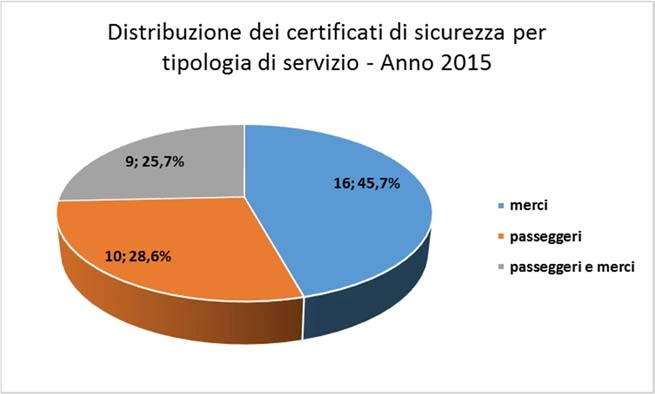 Distribuzione dei certificati di sicurezza per
tipologia di servizio - Anno 2015
9; 25,7%
16; 45,7%
10; 28,6%
merci
passeggeri
passeggeri e merci